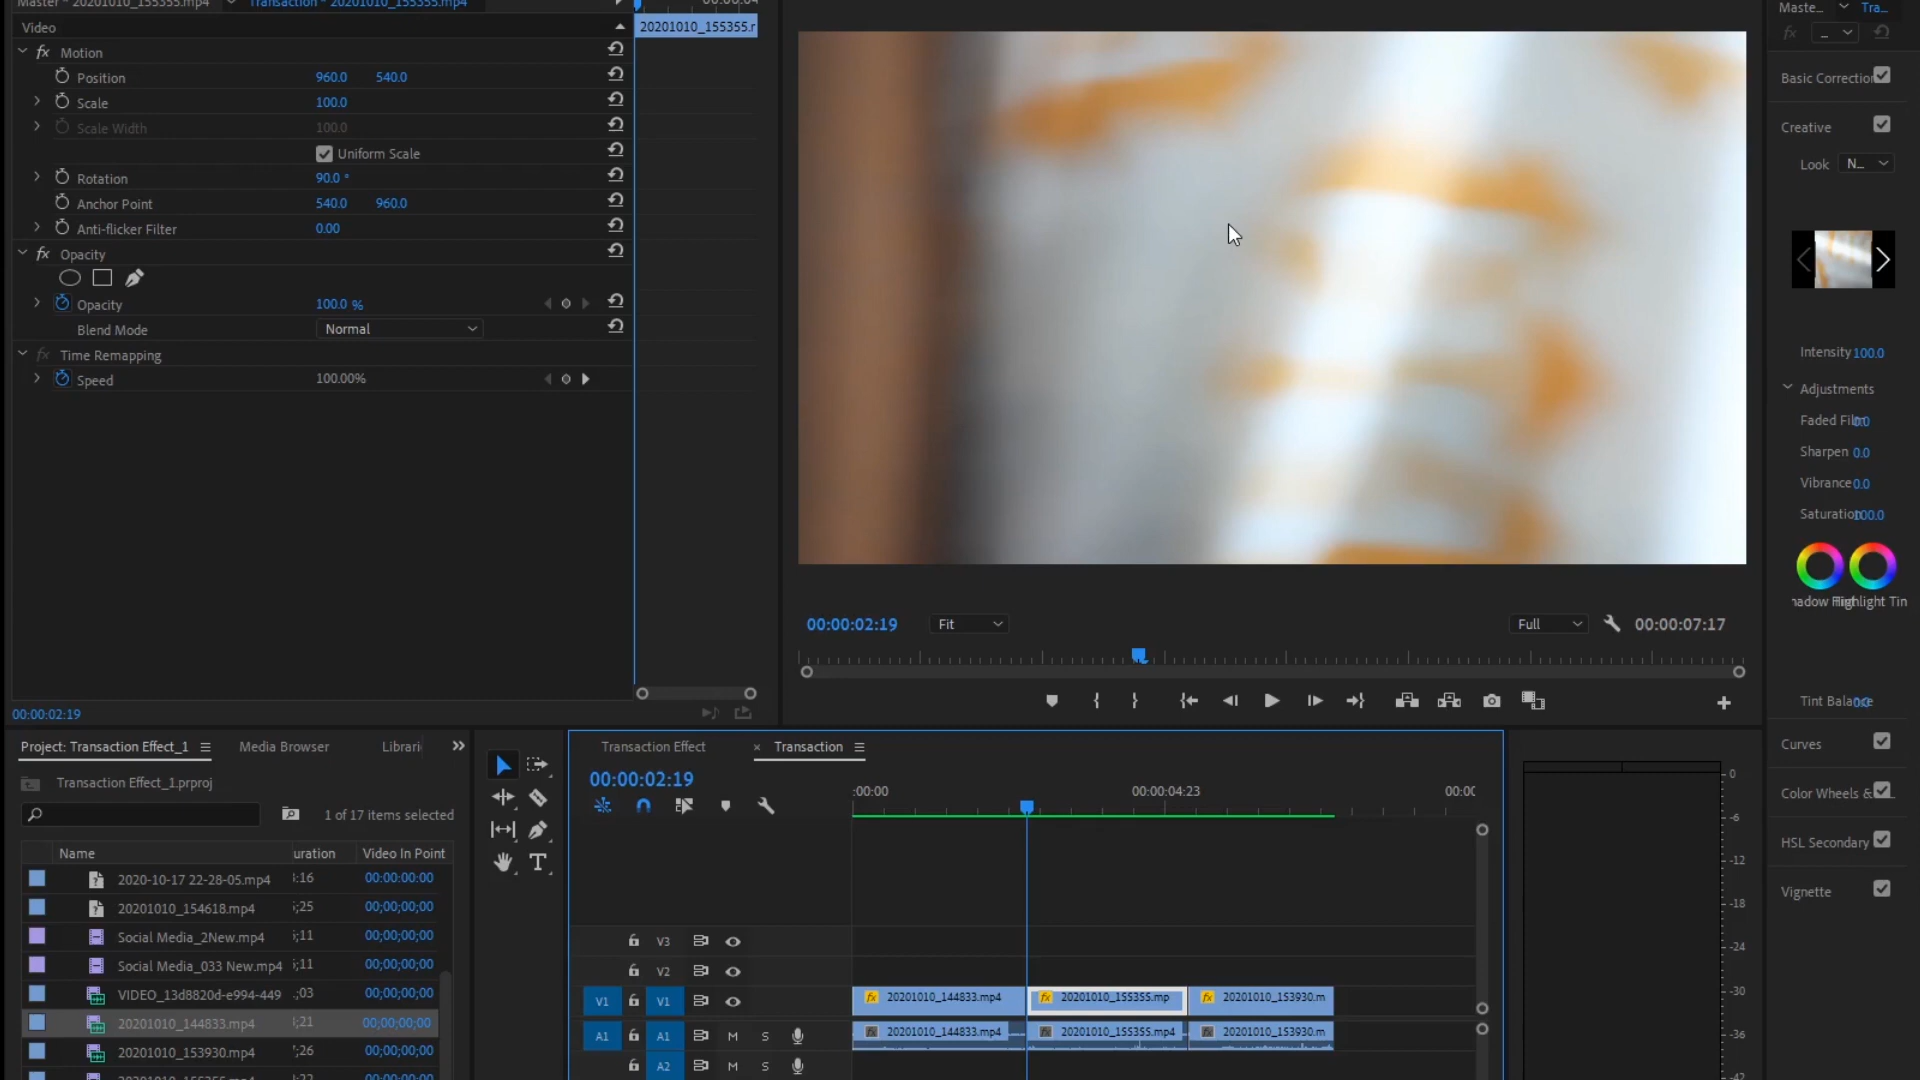 Master * 20201010_155355.mp4 Transaction * 20201010_155355.mp4
Video
20201010_155355.r
fx Motion
Position 960.0 540.0
Scale 100.0
Scale Width 100.0
Uniform Scale
Rotation 90.0 °
Anchor Point 540.0 960.0
Anti-flicker Filter 0.00
fx Opacity
Opacity 100.0 %
Blend Mode Normal
fx Time Remapping
Speed 100.00%
00:00:02:19
00:00:02:19 Fit Full 00:00:07:17
Maste... Tra...
fx
Basic Correction
Creative
Look N...
Intensity 100.0
Adjustments
Faded Film 0.0
Sharpen 0.0
Vibrance 0.0
Saturation 100.0
Highlight Tin
Tint Balance
Curves
Color Wheels &
HSL Secondary
Vignette
Project: Transaction Effect_1 Media Browser Librari
Transaction Effect_1.prproj
1 of 17 items selected
Name uration Video In Point
2020-10-17 22-28-05.mp4 :16 00:00:00:00
20201010_154618.mp4 ;25 00;00;00;00
Social Media_2New.mp4 ;11 00;00;00;00
Social Media_033 New.mp4 ;11 00;00;00;00
VIDEO_13d8820d-e994-449 ;03 00;00;00;00
20201010_144833.mp4 ;21 00;00;00;00
20201010_153930.mp4 ;26 00;00;00;00
T
Transaction Effect × Transaction
00:00:02:19
:00:00 00:00:04:23 00:00
V3
V2
V1 V1
fx 20201010_144833.mp4 fx 20201010_155355.mp fx 20201010_153930.m
A1 A1 M S
fx 20201010_144833.mp4 fx 20201010_155355.mp4 fx 20201010_153930.m
A2 M S
0
-6
-12
-18
-24
-30
-36
-42